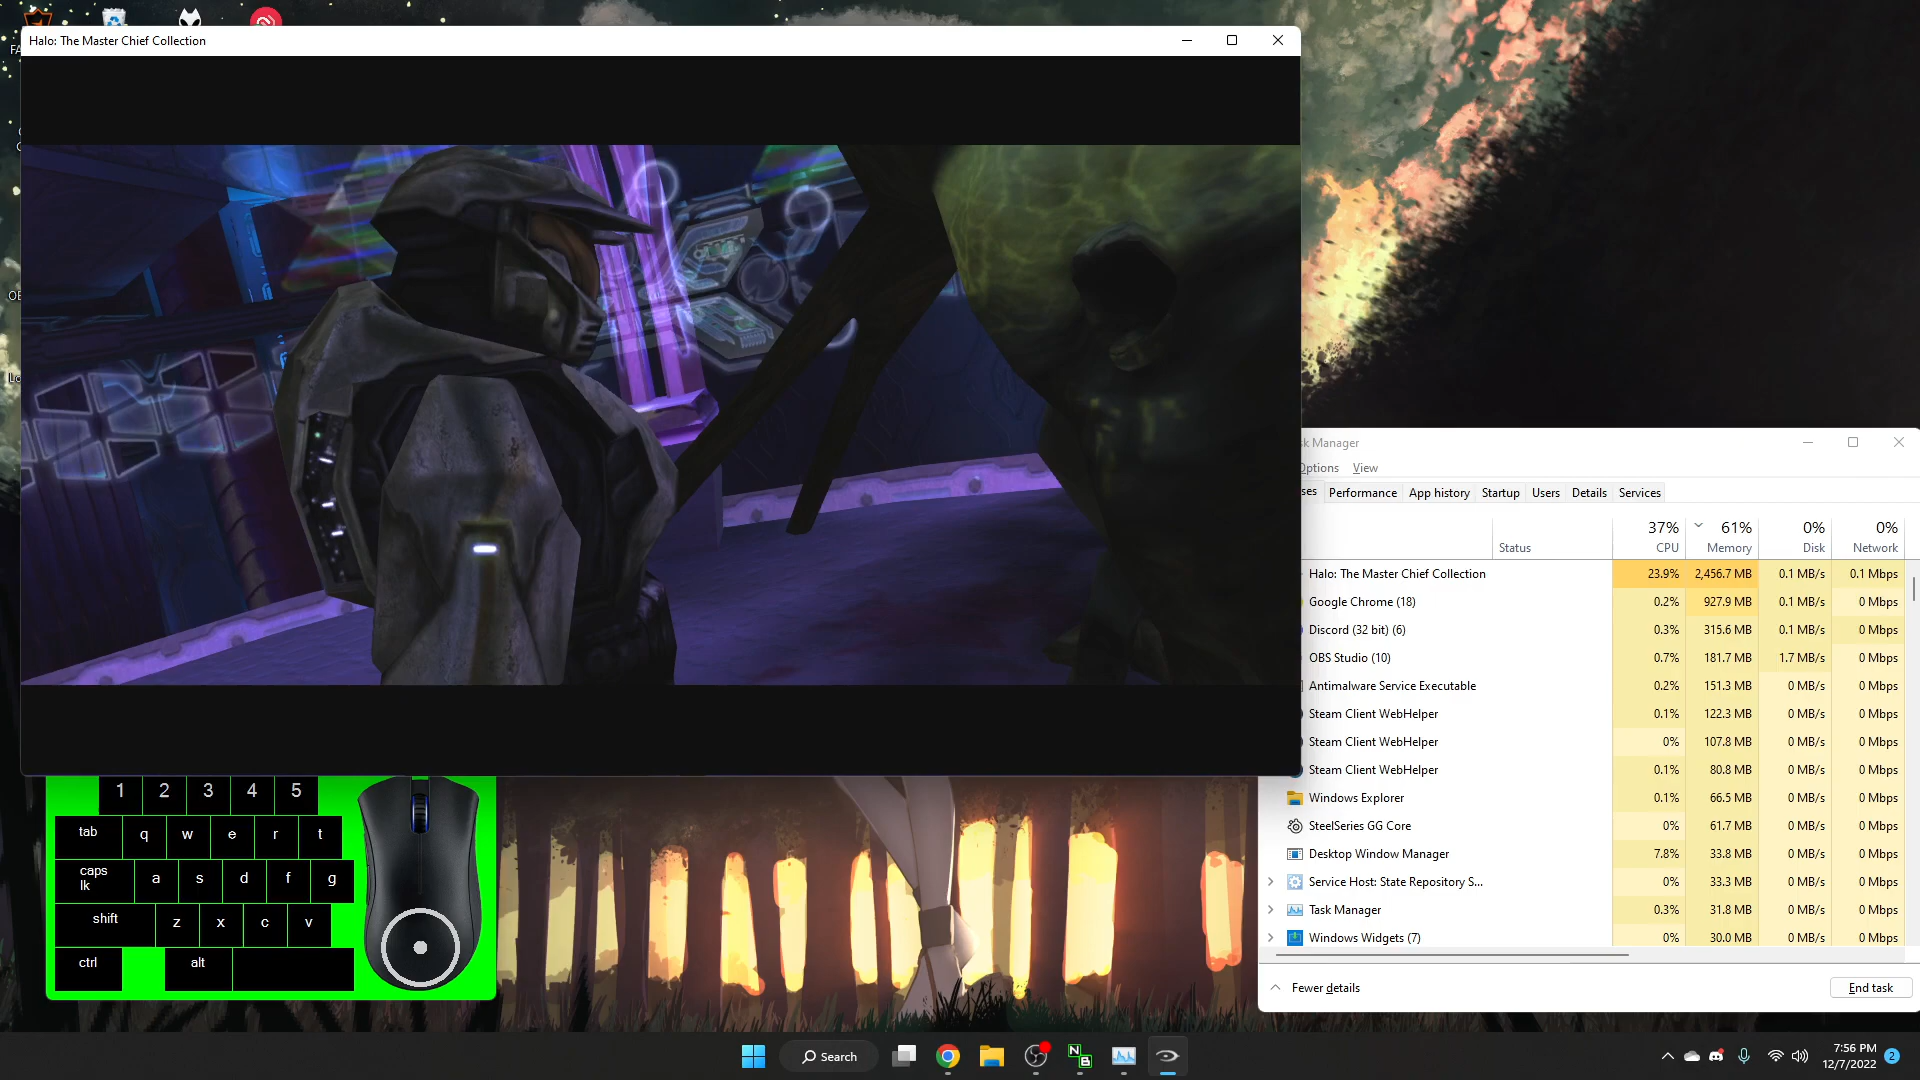 FA
Halo: The Master Chief Collection
OB
Lo
sk Manager
Options View
ses Performance App history Startup Users Details Services
37% 61% 0% 0%
Status CPU Memory Disk Network
Halo: The Master Chief Collection 23.9% 2,456.7 MB 0.1 MB/s 0.1 Mbps
Google Chrome (18) 0.2% 927.9 MB 0.1 MB/s 0 Mbps
Discord (32 bit) (6) 0.3% 315.6 MB 0.1 MB/s 0 Mbps
OBS Studio (10) 0.7% 181.7 MB 1.7 MB/s 0 Mbps
Antimalware Service Executable 0.2% 151.3 MB 0 MB/s 0 Mbps
Steam Client WebHelper 0.1% 122.3 MB 0 MB/s 0 Mbps
Steam Client WebHelper 0% 107.8 MB 0 MB/s 0 Mbps
Steam Client WebHelper 0.1% 80.8 MB 0 MB/s 0 Mbps
Windows Explorer 0.1% 66.5 MB 0 MB/s 0 Mbps
SteelSeries GG Core 0% 61.7 MB 0 MB/s 0 Mbps
Desktop Window Manager 7.8% 33.8 MB 0 MB/s 0 Mbps
Service Host: State Repository S... 0% 33.3 MB 0 MB/s 0 Mbps
Task Manager 0.3% 31.8 MB 0 MB/s 0 Mbps
Windows Widgets (7) 0% 30.0 MB 0 MB/s 0 Mbps
Fewer details End task
1 2 3 4 5
tab q w e r t
caps
lk a s d f g
shift z x c v
ctrl alt
Search
N
B
7:56 PM
12/7/2022 2